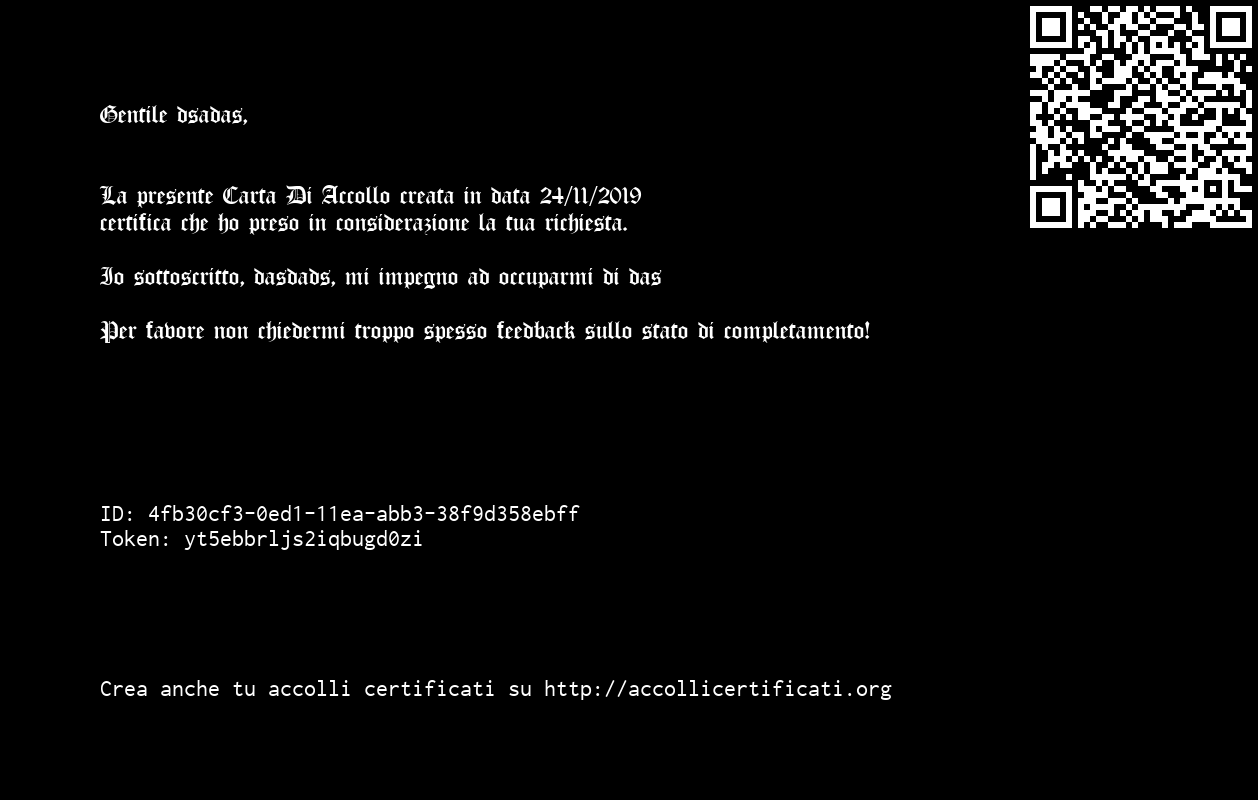 Gentile dsadas,
La presente Carta Di Accollo creata in data 24/11/2019
certifica che ho preso in considerazione la tua richiesta.
Io sottoscritto, dasdads, mi impegno ad occuparmi di das
Per favore non chiedermi troppo spesso feedback sullo stato di completamento!
ID: 4fb30cf3-0ed1-11ea-abb3-38f9d358ebff
Token: yt5ebbrljs2iqbugd0zi
Crea anche tu accolli certificati su http://accollicertificati.org